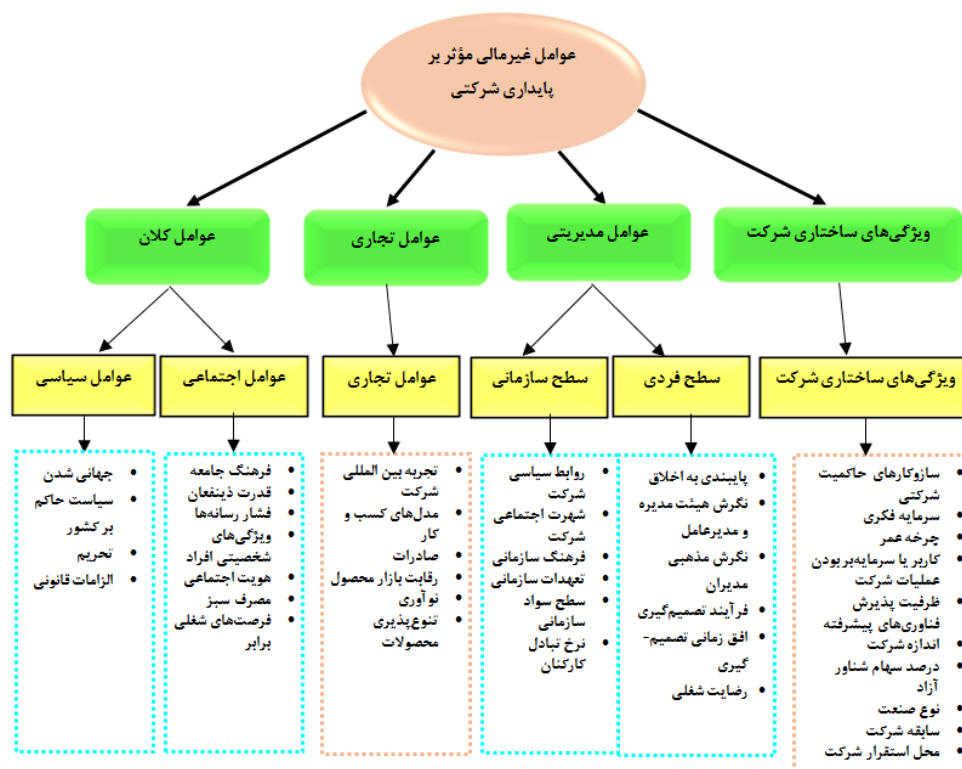 عوامل غیرمالی مؤثر بر
پایداری شرکتی
ویژگی‌های ساختاری شرکت
عوامل مدیریتی
عوامل تجاری
عوامل کلان
ویژگی‌های ساختاری شرکت
سطح فردی
سطح سازمانی
عوامل تجاری
عوامل اجتماعی
عوامل سیاسی
• سازوکارهای حاکمیت
شرکتی
• سرمایه فکری
• چرخه عمر
• کاربر یا سرمایه‌بر بودن
عملیات شرکت
• ظرفیت پذیرش
فناوری‌های پیشرفته
• اندازه شرکت
• درصد سهام شناور
آزاد
• نوع صنعت
• سابقه شرکت
• محل استقرار شرکت
• پایبندی به اخلاق
• نگرش هیئت مدیره
و مدیرعامل
• نگرش مذهبی
مدیران
• فرآیند تصمیم‌گیری
• افق زمانی تصمیم-
گیری
• رضایت شغلی
• روابط سیاسی
شرکت
• شهرت اجتماعی
شرکت
• فرهنگ سازمانی
• تعهدات سازمانی
• سطح سواد
سازمانی
• نرخ تبادل
کارکنان
• تجربه بین المللی
شرکت
• مدل‌های کسب و
کار
• صادرات
• رقابت بازار محصول
• نوآوری
• تنوع‌پذیری
محصولات
• فرهنگ جامعه
• قدرت ذینفعان
• فشار رسانه‌ها
• ویژگی‌های
شخصیتی افراد
• هویت اجتماعی
• مصرف سبز
• فرصت‌های شغلی
برابر
• جهانی شدن
• سیاست حاکم
بر کشور
• تحریم
• الزامات قانونی